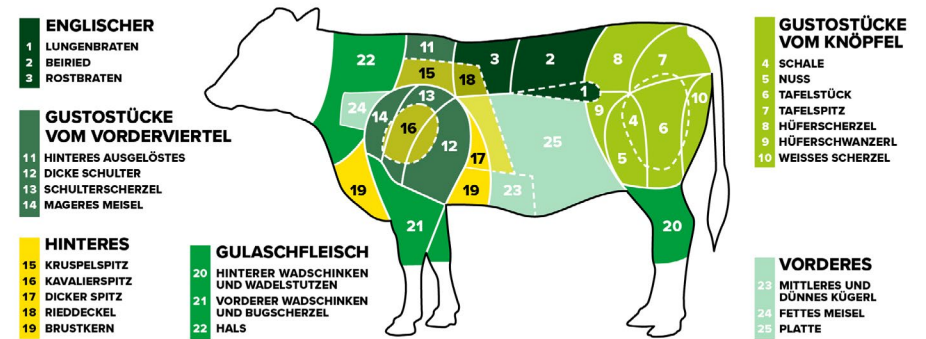 ENGLISCHER
1 LUNGENBRATEN
2 BEIRIED
3 ROSTBRATEN
GUSTOSTÜCKE
VOM VORDERVIERTEL
11 HINTERES AUSGELÖSTES
12 DICKE SCHULTER
13 SCHULTERSCHERZEL
14 MAGERES MEISEL
HINTERES
15 KRUSPELSPITZ
16 KAVALIERSPITZ
17 DICKER SPITZ
18 RIEDDECKEL
19 BRUSTKERN
GULASCHFLEISCH
20 HINTERER WADSCHINKEN
UND WADELSTUTZEN
21 VORDERER WADSCHINKEN
UND BUGSCHERZEL
22 HALS
22
11
15
18
3
2
1
8
7
24
14
13
16
12
17
25
9
4
6
10
5
19
19
23
21
20
GUSTOSTÜCKE
VOM KNÖPFEL
4 SCHALE
5 NUSS
6 TAFELSTÜCK
7 TAFELSPITZ
8 HÜFERSCHERZEL
9 HÜFERSCHWANZERL
10 WEISSES SCHERZEL
VORDERES
23 MITTLERES UND
DÜNNES KÜGERL
24 FETTES MEISEL
25 PLATTE